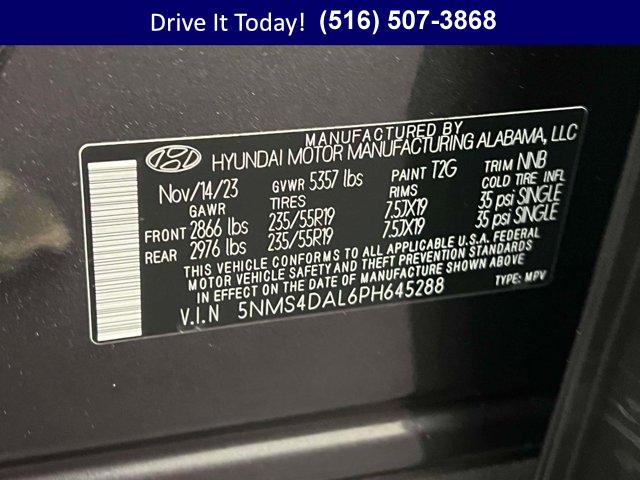 Drive It Today! (516) 507-3868
MANUFACTURED BY
HYUNDAI MOTOR MANUFACTURING ALABAMA, LLC
Nov/14/23 GVWR 5357 lbs PAINT T2G TRIM NNB
GAWR TIRES RIMS COLD TIRE INFL
FRONT 2866 lbs 235/55R19 7.5JX19 35 psi SINGLE
REAR 2976 lbs 235/55R19 7.5JX19 35 psi SINGLE
THIS VEHICLE CONFORMS TO ALL APPLICABLE U.S.A. FEDERAL
MOTOR VEHICLE SAFETY AND THEFT PREVENTION STANDARDS
IN EFFECT ON THE DATE OF MANUFACTURE SHOWN ABOVE.
V.I.N 5NMS4DAL6PH645288 TYPE: MPV